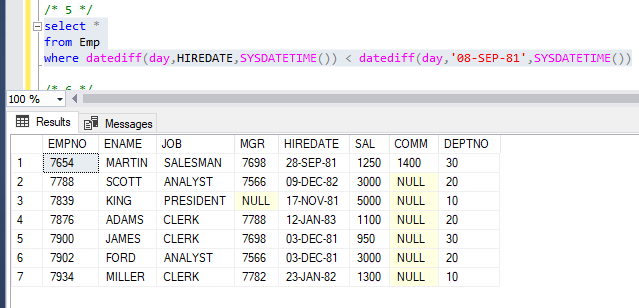 /* 5 */
select *
from Emp
where datediff(day,HIREDATE,SYSDATETIME()) < datediff(day,'08-SEP-81',SYSDATETIME())
/* 6 */
100 %
Results Messages
EMPNO ENAME JOB MGR HIREDATE SAL COMM DEPTNO
1 7654 MARTIN SALESMAN 7698 28-SEP-81 1250 1400 30
2 7788 SCOTT ANALYST 7566 09-DEC-82 3000 NULL 20
3 7839 KING PRESIDENT NULL 17-NOV-81 5000 NULL 10
4 7876 ADAMS CLERK 7788 12-JAN-83 1100 NULL 20
5 7900 JAMES CLERK 7698 03-DEC-81 950 NULL 30
6 7902 FORD ANALYST 7566 03-DEC-81 3000 NULL 20
7 7934 MILLER CLERK 7782 23-JAN-82 1300 NULL 10